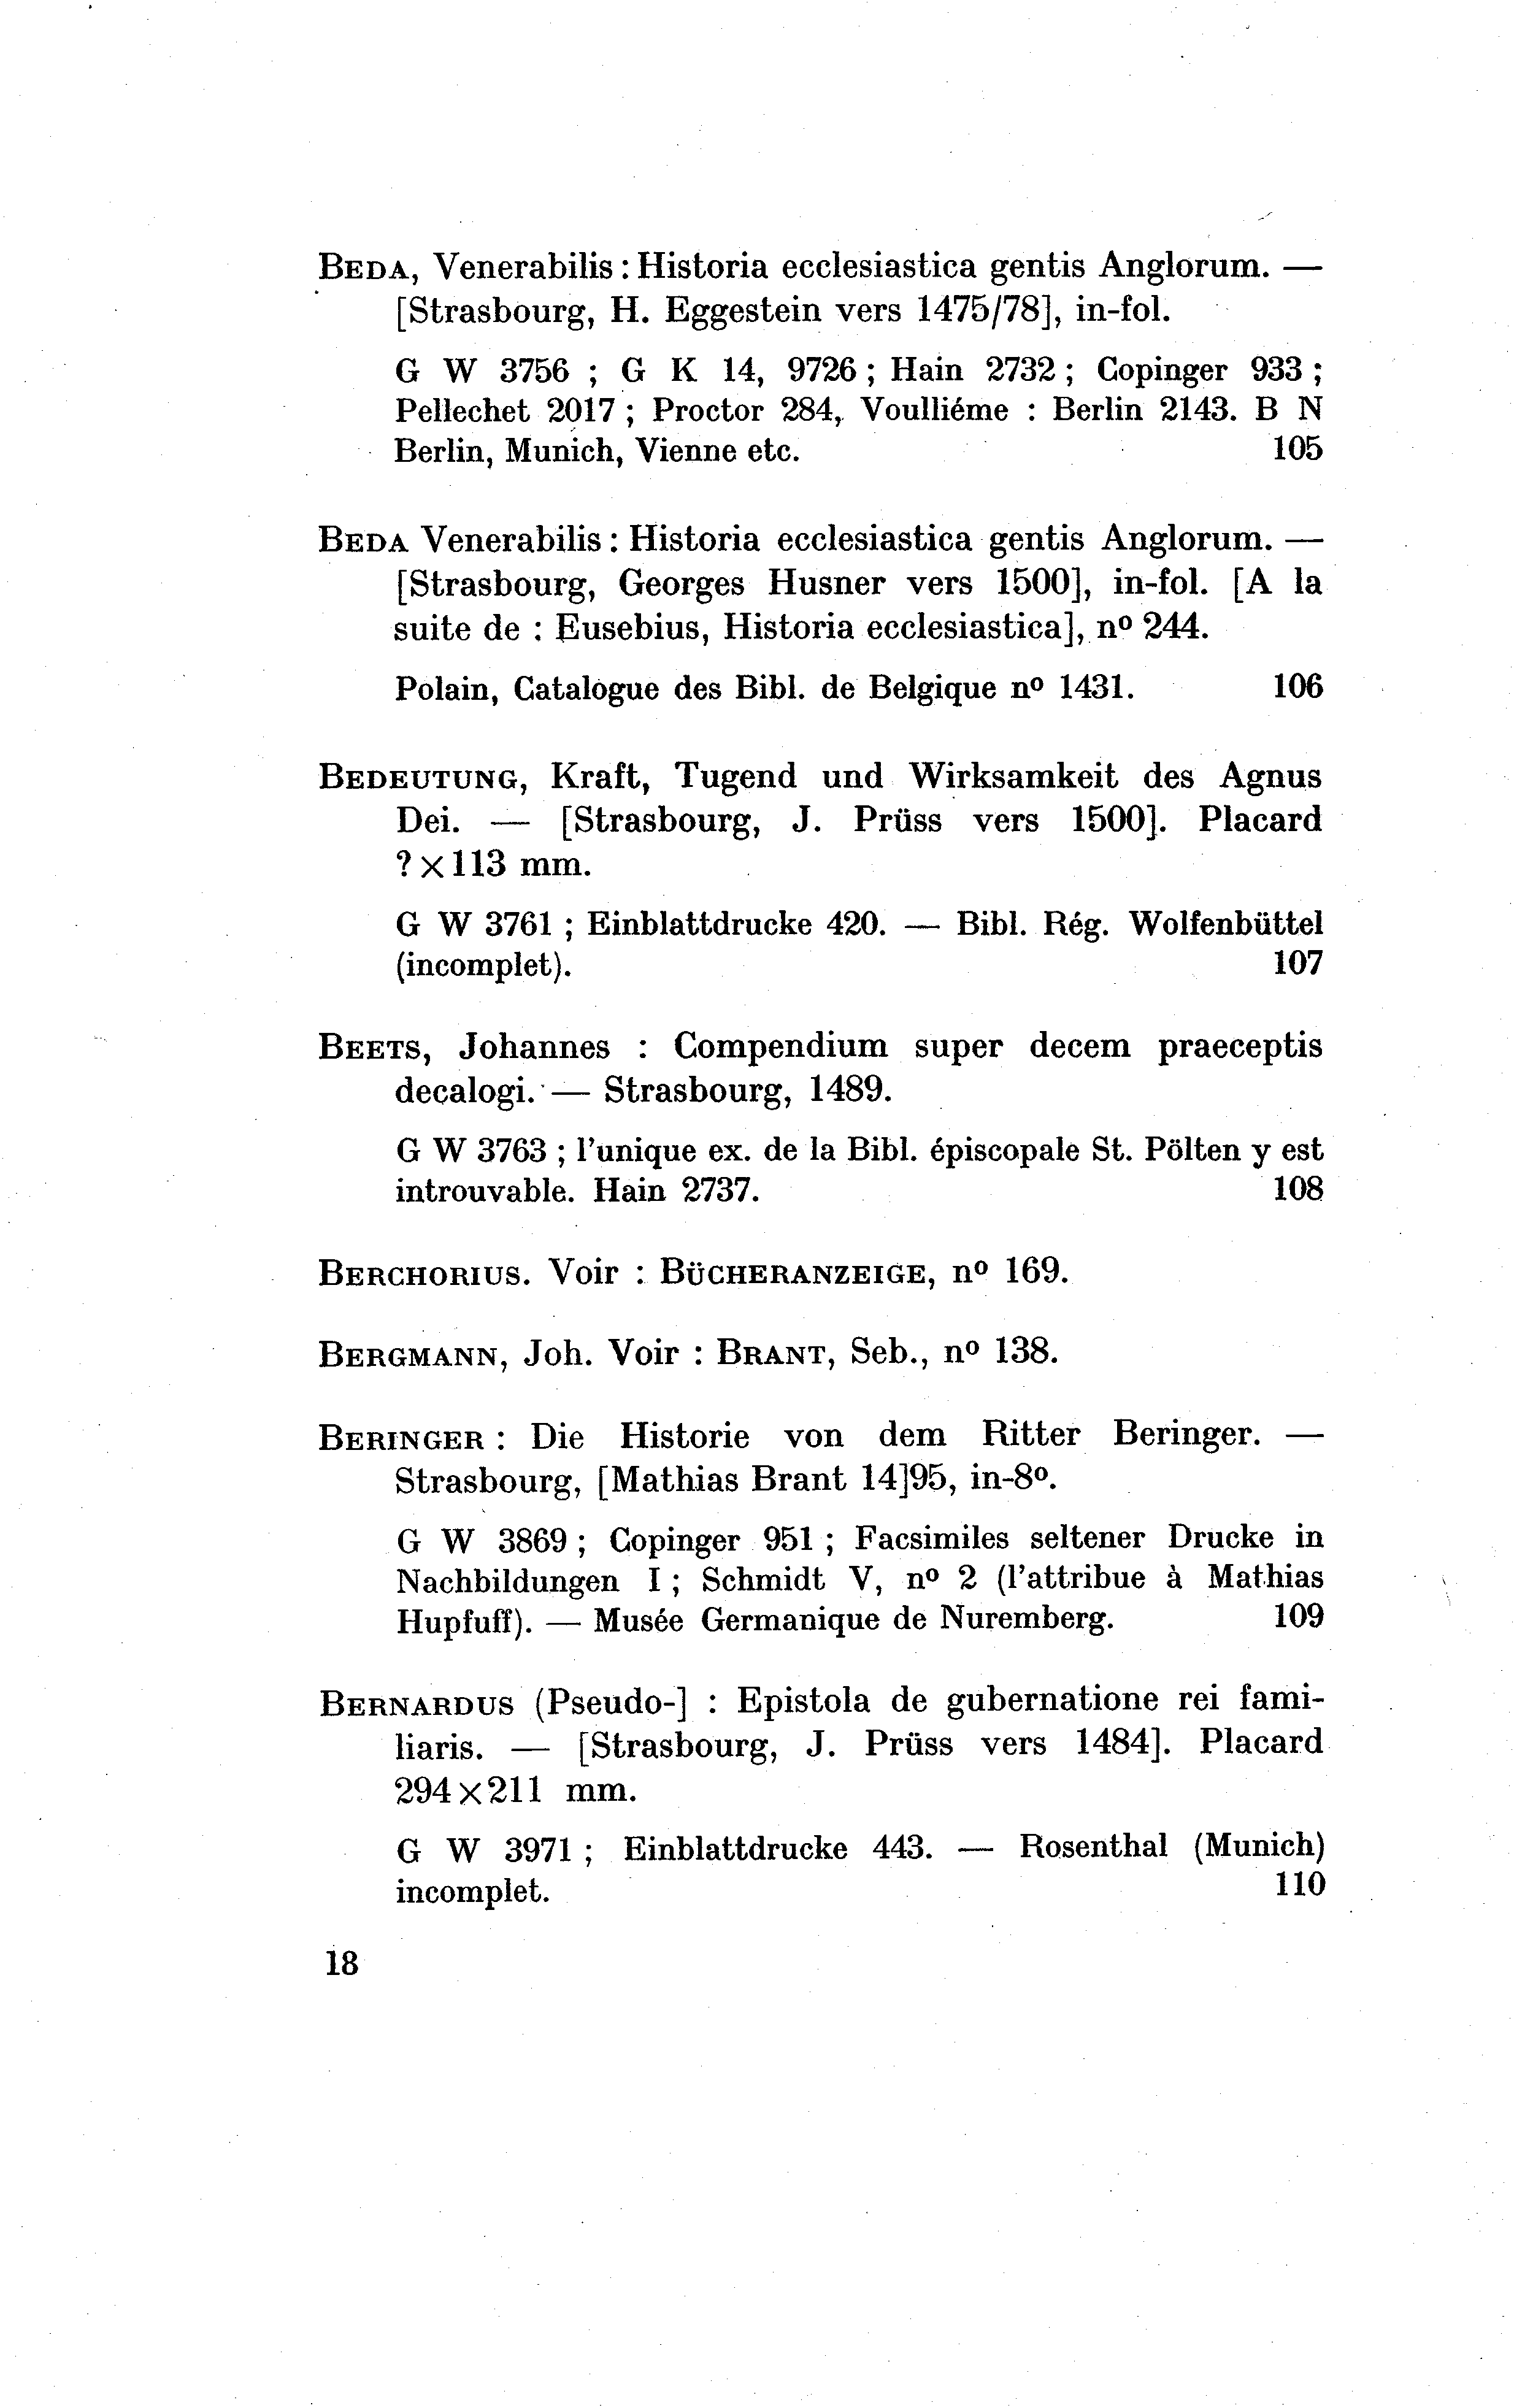 BEDA, Venerabilis : Historia ecclesiastica gentis Anglorum. —
[Strasbourg, H. Eggestein vers 1475/78], in-fol.
G W 3756 ; G K 14, 9726 ; Hain 2732 ; Copinger 933 ;
Pellechet 2017 ; Proctor 284, Voulliéme : Berlin 2143. B N
Berlin, Munich, Vienne etc. 105
BEDA Venerabilis : Historia ecclesiastica gentis Anglorum. —
[Strasbourg, Georges Husner vers 1500], in-fol. [A la
suite de : Eusebius, Historia ecclesiastica], nº 244.
Polain, Catalogue des Bibl. de Belgique nº 1431. 106
BEDEUTUNG, Kraft, Tugend und Wirksamkeit des Agnus
Dei. — [Strasbourg, J. Prüss vers 1500]. Placard
? × 113 mm.
G W 3761 ; Einblattdrucke 420. — Bibl. Rég. Wolfenbüttel
(incomplet). 107
BEETS, Johannes : Compendium super decem praeceptis
decalogi. — Strasbourg, 1489.
G W 3763 ; l'unique ex. de la Bibl. épiscopale St. Pölten y est
introuvable. Hain 2737. 108
BERCHORIUS. Voir : BÜCHERANZEIGE, nº 169.
BERGMANN, Joh. Voir : BRANT, Seb., nº 138.
BERINGER : Die Historie von dem Ritter Beringer. —
Strasbourg, [Mathias Brant 14]95, in-8º.
G W 3869 ; Copinger 951 ; Facsimiles seltener Drucke in
Nachbildungen I ; Schmidt V, nº 2 (l'attribue à Mathias
Hupfuff). — Musée Germanique de Nuremberg. 109
BERNARDUS (Pseudo-] : Epistola de gubernatione rei fami-
liaris. — [Strasbourg, J. Prüss vers 1484]. Placard
294 × 211 mm.
G W 3971 ; Einblattdrucke 443. — Rosenthal (Munich)
incomplet. 110
18